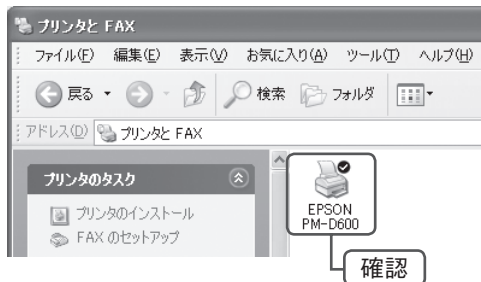 プリンタと FAX
ファイル(F) 編集(E) 表示(V) お気に入り(A) ツール(T) ヘルプ(H)
戻る 検索 フォルダ
アドレス(D) プリンタと FAX
プリンタのタスク
プリンタのインストール
FAX のセットアップ
EPSON
PM-D600
確認